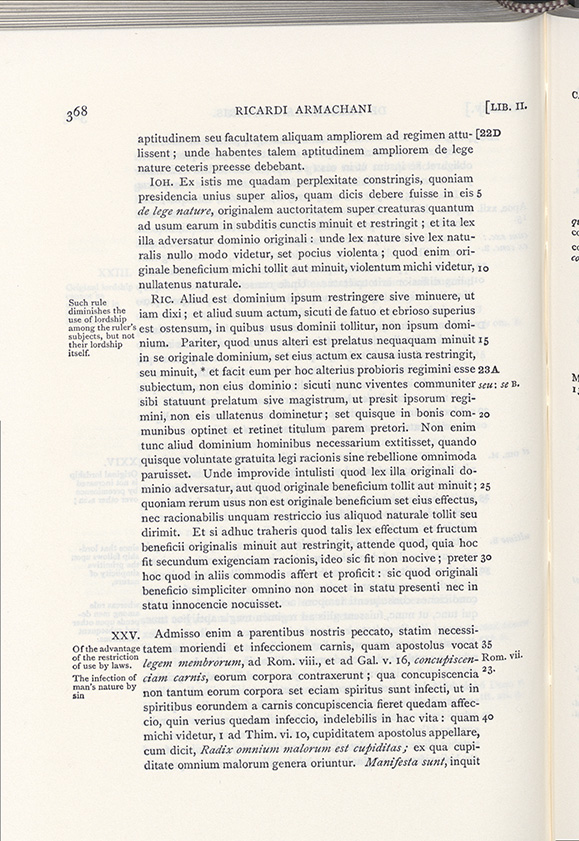 368 RICARDI ARMACHANI [LIB. II.
aptitudinem seu facultatem aliquam ampliorem ad regimen attu- [22D
lissent; unde habentes talem aptitudinem ampliorem de lege
nature ceteris preesse debebant.
IOH. Ex istis me quadam perplexitate constringis, quoniam
presidencia unius super alios, quam dicis debere fuisse in eis 5
de lege nature, originalem auctoritatem super creaturas quantum
ad usum earum in subditis cunctis minuit et restringit; et ita lex
illa adversatur dominio originali: unde lex nature sive lex natu-
ralis nullo modo videtur, set pocius violenta; quod enim ori-
ginale beneficium michi tollit aut minuit, violentum michi videtur, 10
nullatenus naturale.
RIC. Aliud est dominium ipsum restringere sive minuere, ut
iam dixi; et aliud suum actum, sicuti de fatuo et ebrioso superius
est ostensum, in quibus usus dominii tollitur, non ipsum domi-
nium. Pariter, quod unus alteri est prelatus nequaquam minuit 15
in se originale dominium, set eius actum ex causa iusta restringit,
seu minuit, * et facit eum per hoc alterius probioris regimini esse 23A
subiectum, non eius dominio: sicuti nunc viventes communiter seu: se B.
sibi statuunt prelatum sive magistrum, ut presit ipsorum regi-
mini, non eis ullatenus dominetur; set quisque in bonis com- 20
munibus optinet et retinet titulum parem pretori. Non enim
tunc aliud dominium hominibus necessarium extitisset, quando
quisque voluntate gratuita legi racionis sine rebellione omnimoda
paruisset. Unde improvide intulisti quod lex illa originali do-
minio adversatur, aut quod originale beneficium tollit aut minuit; 25
quoniam rerum usus non est originale beneficium set eius effectus,
nec racionabilis unquam restriccio ius aliquod naturale tollit seu
dirimit. Et si adhuc traheris quod talis lex effectum et fructum
beneficii originalis minuit aut restringit, attende quod, quia hoc
fit secundum exigenciam racionis, ideo sic fit non nocive; preter 30
hoc quod in aliis commodis affert et proficit: sic quod originali
beneficio simpliciter omnino non nocet in statu presenti nec in
statu innocencie nocuisset.
Such rule
diminishes the
use of lordship
among the ruler's
subjects, but not
their lordship
itself.
XXV. Admisso enim a parentibus nostris peccato, statim necessi-
tatem moriendi et infeccionem carnis, quam apostolus vocat 35
legem membrorum, ad Rom. viii., et ad Gal. v. 16, concupiscen- Rom. vii.
ciam carnis, eorum corpora contraxerunt; qua concupiscencia 23.
non tantum eorum corpora set eciam spiritus sunt infecti, ut in
spiritibus eorundem a carnis concupiscencia fieret quedam affec-
cio, quin verius quedam infeccio, indelebilis in hac vita: quam 40
michi videtur, 1 ad Thim. vi. 10, cupiditatem apostolus appellare,
cum dicit, Radix omnium malorum est cupiditas; ex qua cupi-
ditate omnium malorum genera oriuntur. Manifesta sunt, inquit
Of the advantage
of the restriction
of use by laws.
The infection of
man's nature by
sin